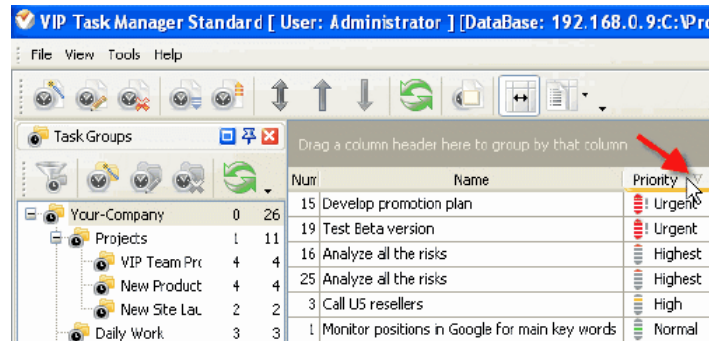 VIP Task Manager Standard [ User: Administrator ] [DataBase: 192.168.0.9:C:\Pro
File View Tools Help
Task Groups
Drag a column header here to group by that column
Num Name Priority
15 Develop promotion plan ! Urgent
19 Test Beta version ! Urgent
16 Analyze all the risks Highest
25 Analyze all the risks Highest
3 Call US resellers High
1 Monitor positions in Google for main key words Normal
Your-Company 0 26
Projects 1 11
VIP Team Prc 4 4
New Product 4 4
New Site Lau 2 2
Daily Work 3 3